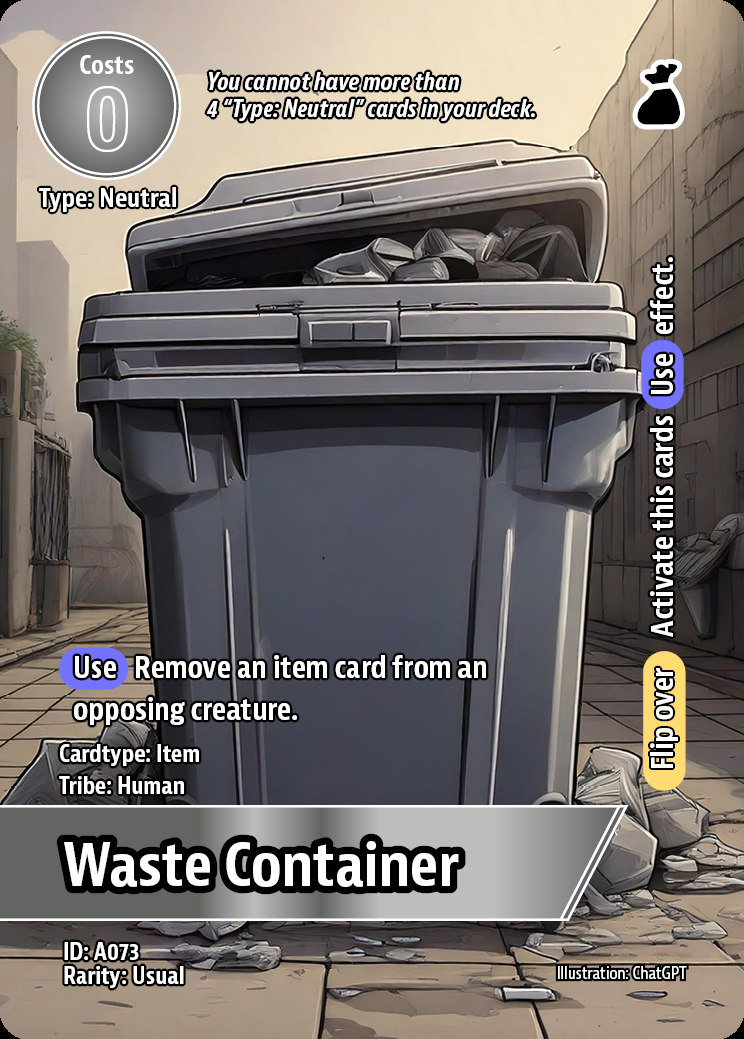 Costs
0
Type: Neutral
You cannot have more than
4 “Type: Neutral” cards in your deck.
Flip over Activate this cards Use effect.
Use Remove an item card from an
opposing creature.
Cardtype: Item
Tribe: Human
Waste Container
ID: A073
Rarity: Usual
Illustration: ChatGPT